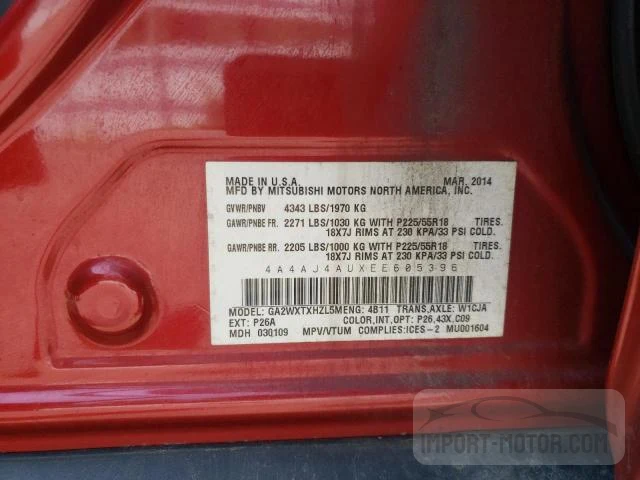 MADE IN U.S.A. MAR. 2014
MFD BY MITSUBISHI MOTORS NORTH AMERICA, INC.
GVWR/PNBV 4343 LBS/1970 KG
GAWR/PNBE FR. 2271 LBS/1030 KG WITH P225/55R18 TIRES.
18X7J RIMS AT 230 KPA/33 PSI COLD.
GAWR/PNBE RR. 2205 LBS/1000 KG WITH P225/55R18 TIRES.
18X7J RIMS AT 230 KPA/33 PSI COLD.
4A4AJ4AUXEE605396
MODEL: GA2WXTXHZL5MENG: 4B11 TRANS,AXLE: W1CJA
EXT: P26A COLOR,INT,OPT: P26,43X,C09
MDH 030109 MPV/VTUM COMPLIES:ICES-2 MU001604
IMPORT-MOTOR.COM